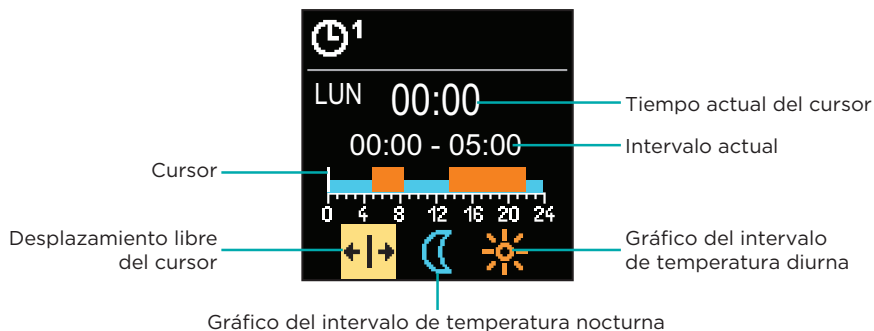 1
LUN 00:00
Tiempo actual del cursor
00:00 - 05:00
Intervalo actual
Cursor
0 4 8 12 16 20 24
Desplazamiento libre
del cursor
Gráfico del intervalo
de temperatura diurna
Gráfico del intervalo de temperatura nocturna